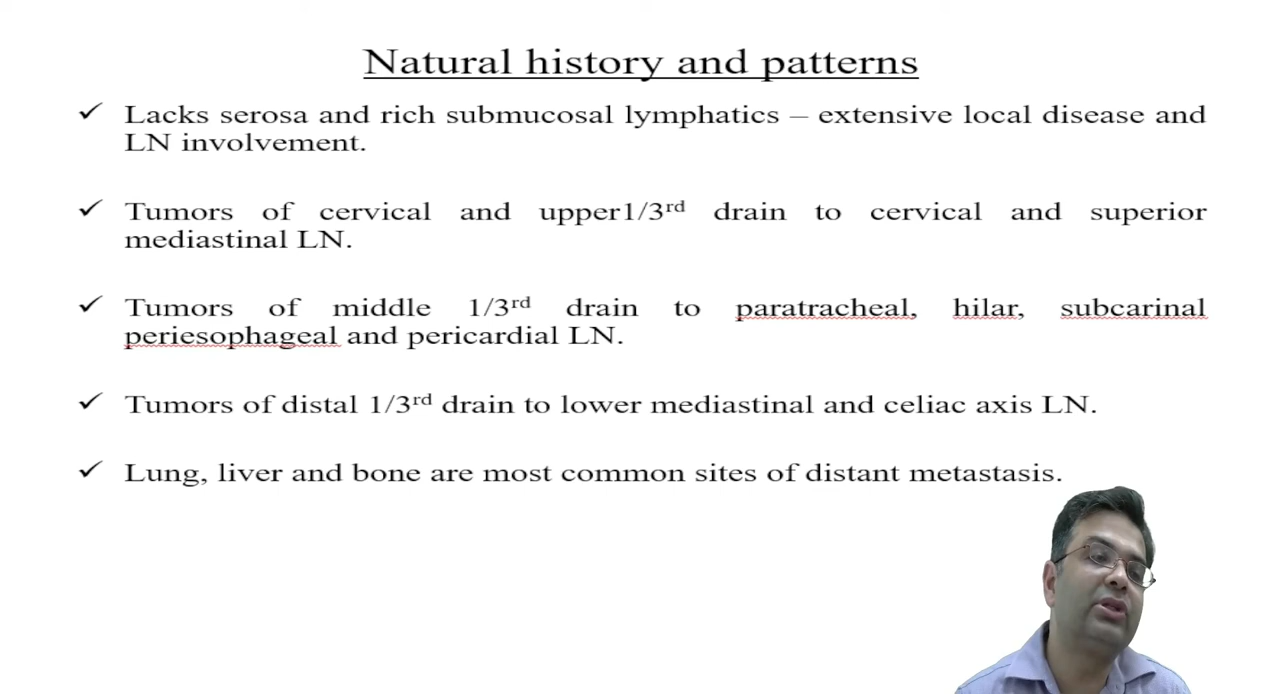 Natural history and patterns
✓ Lacks serosa and rich submucosal lymphatics – extensive local disease and
LN involvement.
✓ Tumors of cervical and upper1/3rd drain to cervical and superior
mediastinal LN.
✓ Tumors of middle 1/3rd drain to paratracheal, hilar, subcarinal
periesophageal and pericardial LN.
✓ Tumors of distal 1/3rd drain to lower mediastinal and celiac axis LN.
✓ Lung, liver and bone are most common sites of distant metastasis.